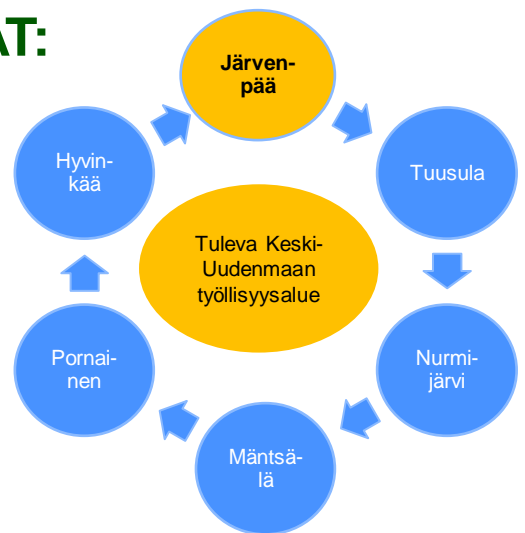 AT:
Järven-
pää
Tuusula
Nurmi-
järvi
Mäntsä-
lä
Pornai-
nen
Hyvin-
kää
Tuleva Keski-
Uudenmaan
työllisyysalue